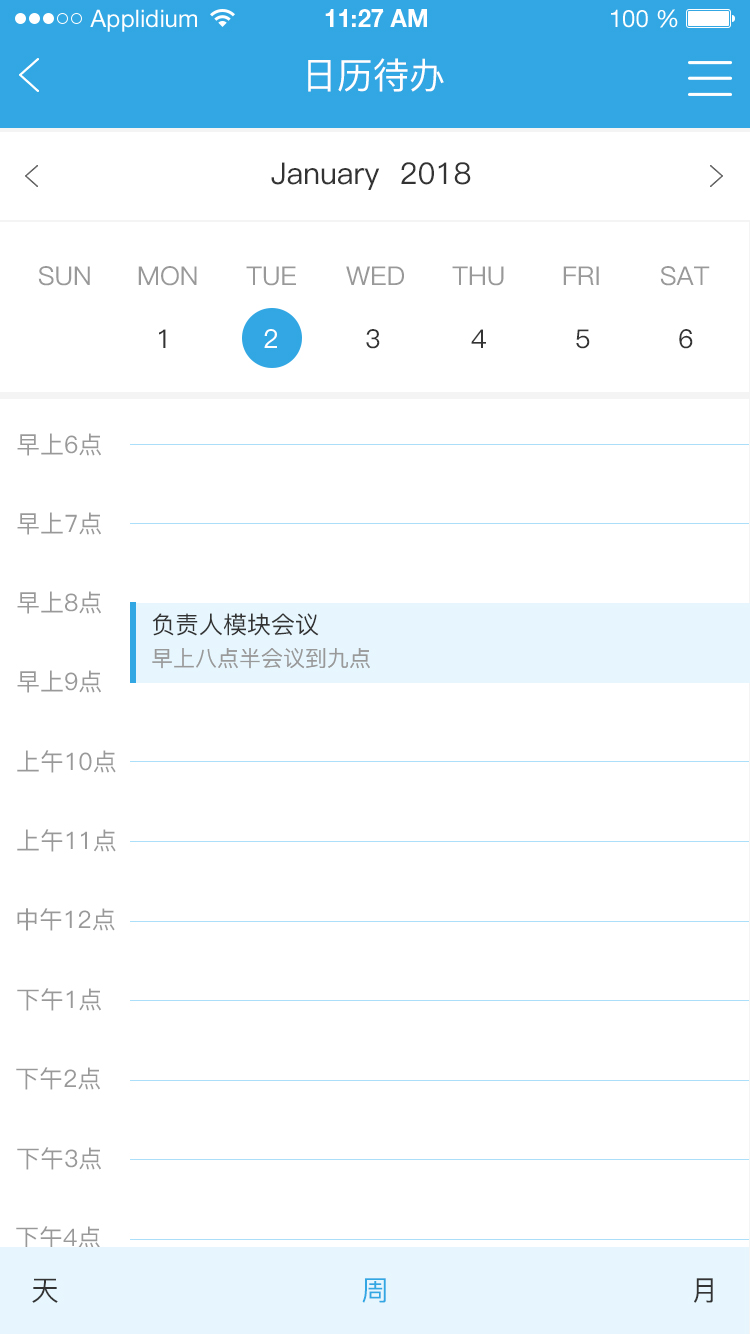 Applidium 11:27 AM 100 %
日历待办
January 2018
SUN MON TUE WED THU FRI SAT
1 2 3 4 5 6
早上6点
早上7点
早上8点
负责人模块会议
早上八点半会议到九点
早上9点
上午10点
上午11点
中午12点
下午1点
下午2点
下午3点
下午4点
天 周 月